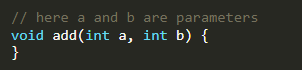 // here a and b are parameters
void add(int a, int b) {
}